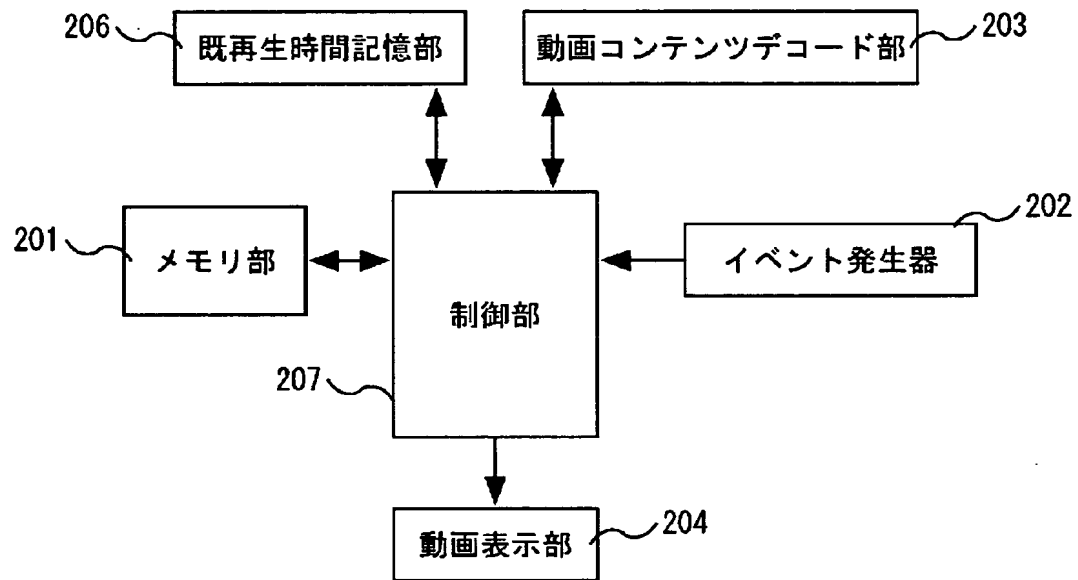 206
既再生時間記憶部
動画コンテンツデコード部
203
201
メモリ部
202
イベント発生器
制御部
207
動画表示部
204